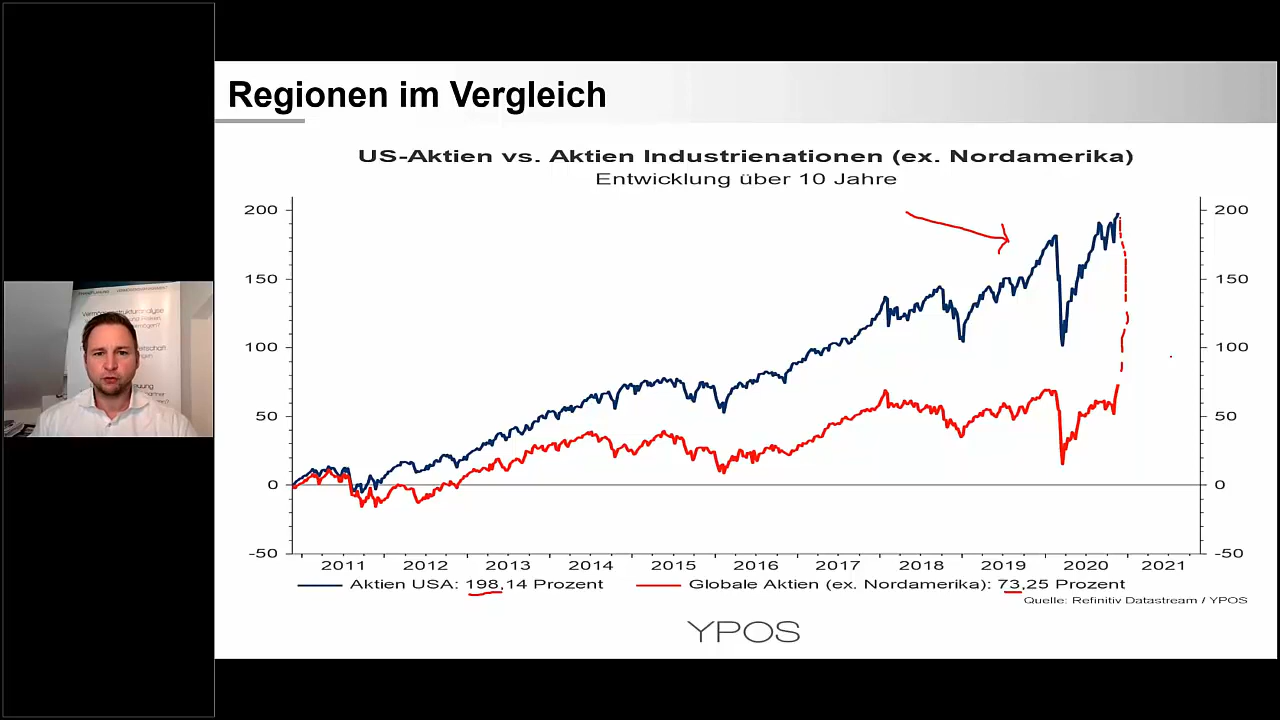 Regionen im Vergleich
US-Aktien vs. Aktien Industrienationen (ex. Nordamerika)
Entwicklung über 10 Jahre
200 200
150 150
100 100
50 50
0 0
-50 -50
2011 2012 2013 2014 2015 2016 2017 2018 2019 2020 2021
Aktien USA: 198,14 Prozent Globale Aktien (ex. Nordamerika): 73,25 Prozent
Quelle: Refinitiv Datastream / YPOS
YPOS
Vermögensstrukturanalyse